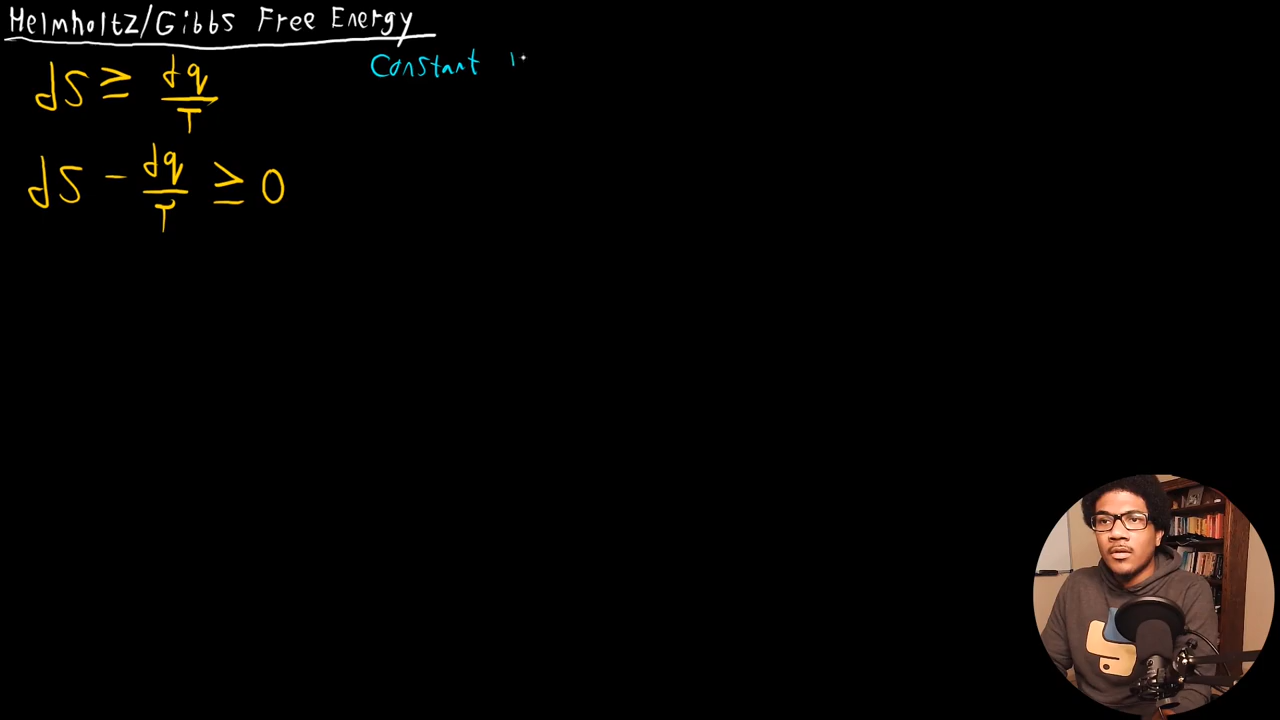 Helmholtz/Gibbs Free Energy
Constant
dS ≥ dq/T
dS - dq/T ≥ 0